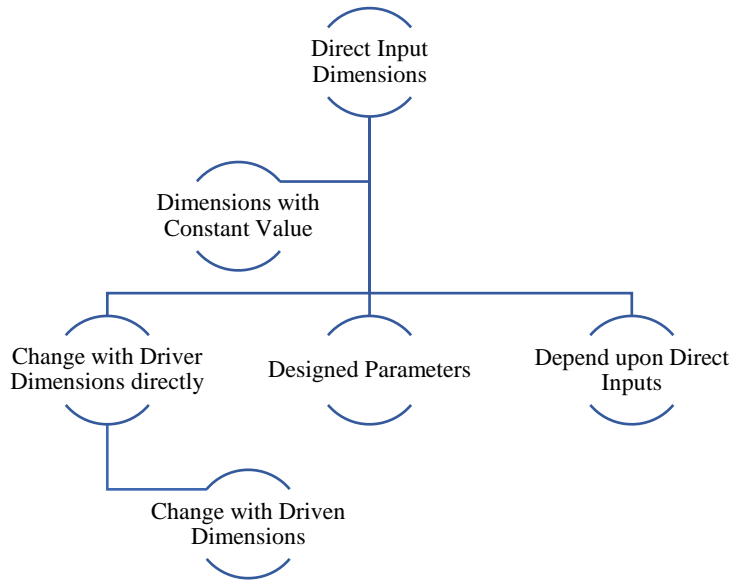 Direct Input
Dimensions
Dimensions with
Constant Value
Change with Driver
Dimensions directly
Designed Parameters
Depend upon Direct
Inputs
Change with Driven
Dimensions